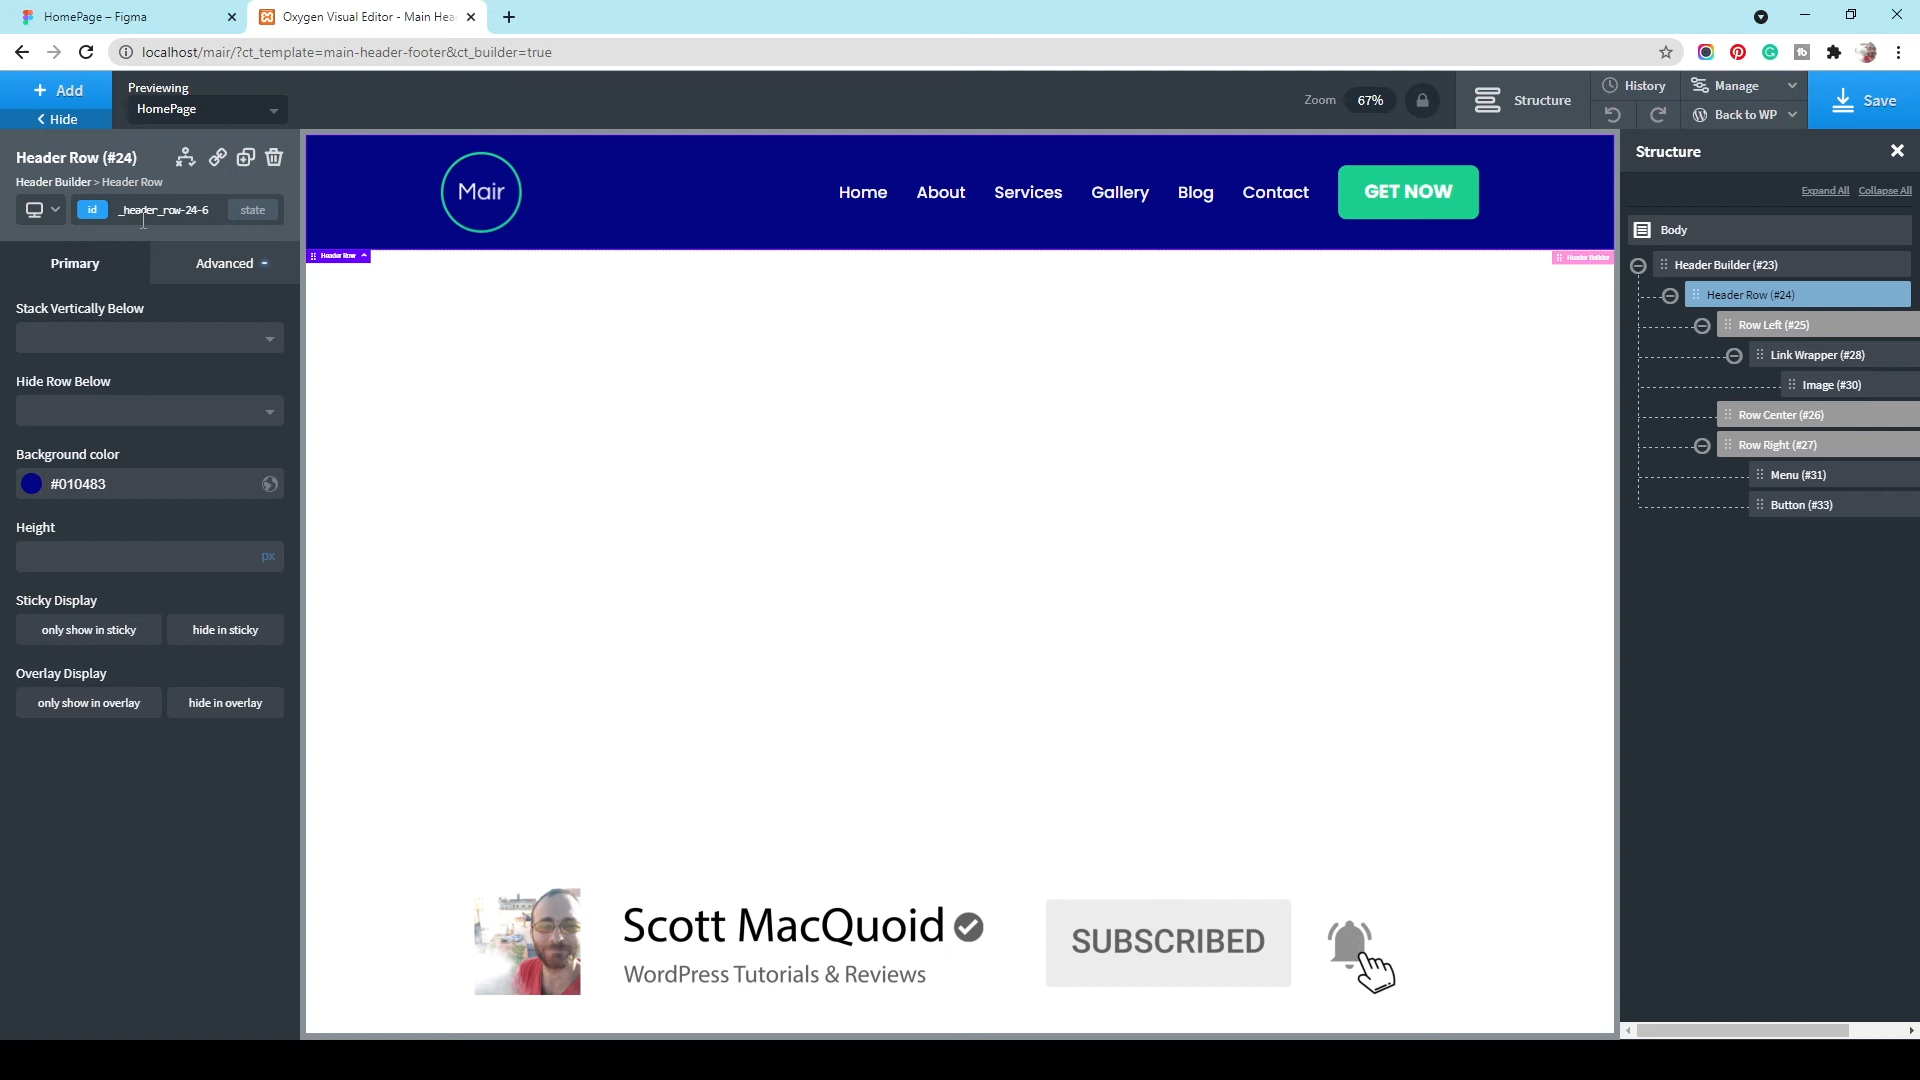 HomePage – Figma
Oxygen Visual Editor - Main Hea
localhost/mair/?ct_template=main-header-footer&ct_builder=true
+ Add
< Hide
Previewing
HomePage
Zoom 67%
Structure
History
Manage
Back to WP
Save
Header Row (#24)
Header Builder > Header Row
id _header_row-24-6 state
Primary
Advanced
Stack Vertically Below
Hide Row Below
Background color
#010483
Height
px
Sticky Display
only show in sticky
hide in sticky
Overlay Display
only show in overlay
hide in overlay
Mair
Home About Services Gallery Blog Contact GET NOW
Header Row
Header Builder
Scott MacQuoid
WordPress Tutorials & Reviews
SUBSCRIBED
Structure
Expand All Collapse All
Body
Header Builder (#23)
Header Row (#24)
Row Left (#25)
Link Wrapper (#28)
Image (#30)
Row Center (#26)
Row Right (#27)
Menu (#31)
Button (#33)